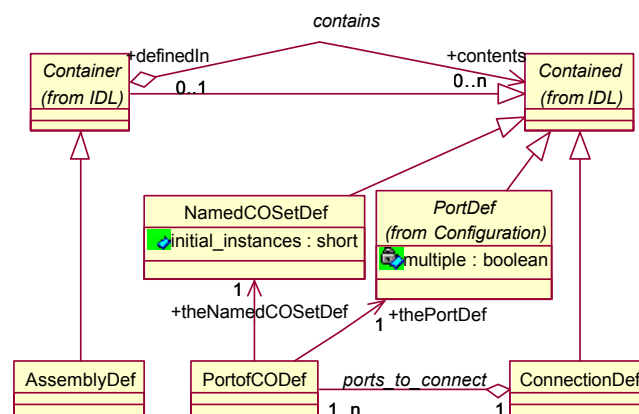 contains
+definedIn
+contents
Container
(from IDL)
Contained
(from IDL)
0..1
0..n
NamedCOSetDef
initial_instances : short
PortDef
(from Configuration)
multiple : boolean
1
+theNamedCOSetDef
1
+thePortDef
AssemblyDef
PortofCODef
ports_to_connect
ConnectionDef
1..n
1